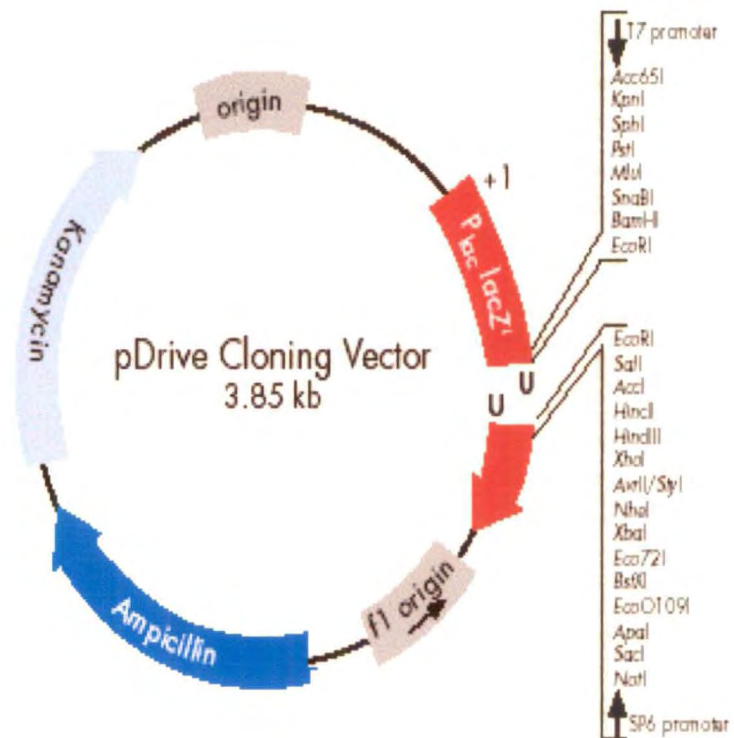 origin
+1
Plac lacZ'
Kanamycin
pDrive Cloning Vector
3.85 kb
U
U
Ampicillin
f1 origin
T7 promoter
Acc65I
KpnI
SphI
PstI
MluI
SnaBI
BamHI
EcoRI
EcoRI
SalI
AccI
HincII
HindIII
XhoI
AvrII/StyI
NheI
XbaI
Eco72I
BstXI
EcoO109I
ApaI
SacI
NotI
SP6 promoter